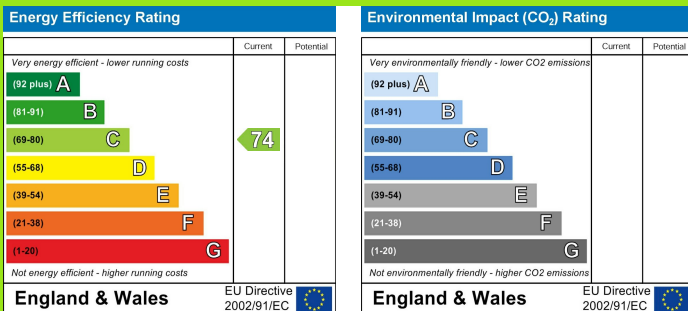 Energy Efficiency Rating
Current Potential
Very energy efficient - lower running costs
(92 plus) A
(81-91) B
(69-80) C
74
(55-68) D
(39-54) E
(21-38) F
(1-20) G
Not energy efficient - higher running costs
England & Wales
EU Directive
2002/91/EC
Environmental Impact (CO₂) Rating
Current Potential
Very environmentally friendly - lower CO2 emissions
(92 plus) A
(81-91) B
(69-80) C
(55-68) D
(39-54) E
(21-38) F
(1-20) G
Not environmentally friendly - higher CO2 emissions
England & Wales
EU Directive
2002/91/EC